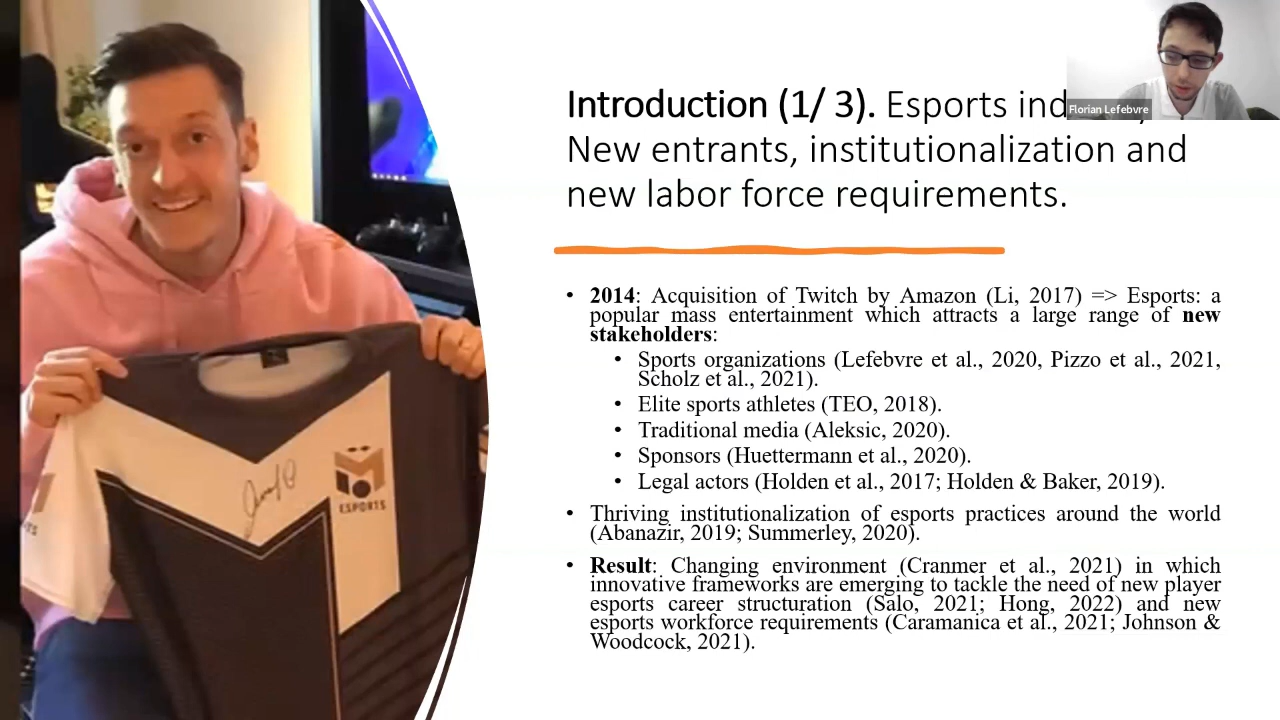 Florian Lefebvre
Introduction (1/ 3). Esports
New entrants, institutionalization and
new labor force requirements.
• 2014: Acquisition of Twitch by Amazon (Li, 2017) => Esports: a
popular mass entertainment which attracts a large range of new
stakeholders:
• Sports organizations (Lefebvre et al., 2020, Pizzo et al., 2021,
Scholz et al., 2021).
• Elite sports athletes (TEO, 2018).
• Traditional media (Aleksic, 2020).
• Sponsors (Huettermann et al., 2020).
• Legal actors (Holden et al., 2017; Holden & Baker, 2019).
• Thriving institutionalization of esports practices around the world
(Abanazir, 2019; Summerley, 2020).
• Result: Changing environment (Cranmer et al., 2021) in which
innovative frameworks are emerging to tackle the need of new player
esports career structuration (Salo, 2021; Hong, 2022) and new
esports workforce requirements (Caramanica et al., 2021; Johnson &
Woodcock, 2021).
ESPORTS